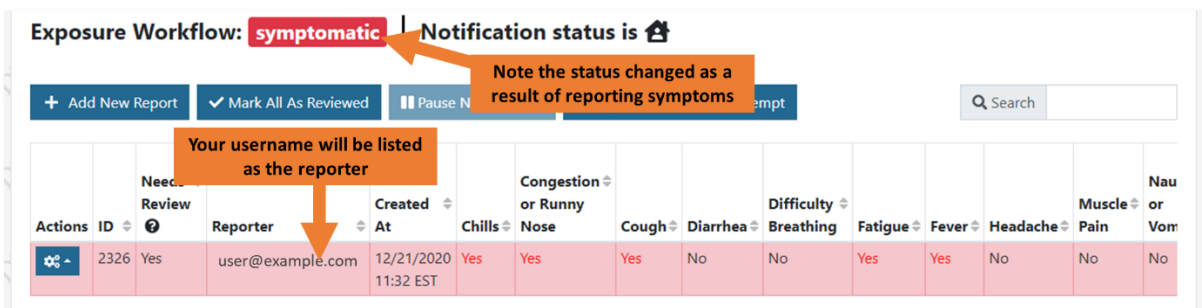 Exposure Workflow: symptomatic | Notification status is
Note the status changed as a
result of reporting symptoms
+ Add New Report
Mark All As Reviewed
Pause
Search
Your username will be listed
as the reporter
Actions
ID
Needs
Review
Reporter
Created
At
Chills
Congestion
or Runny
Nose
Cough
Diarrhea
Difficulty
Breathing
Fatigue
Fever
Headache
Muscle
Pain
or
2326 Yes user@example.com 12/21/2020 Yes Yes Yes No No Yes Yes No No No
11:32 EST